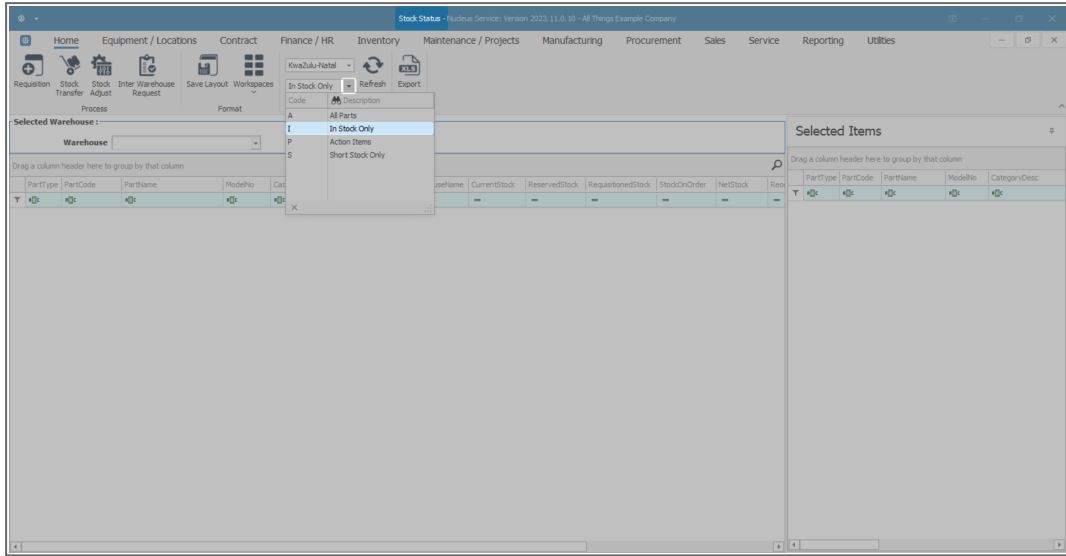 Stock Status - Nucleus Service: Version 2023.11.0.10 - All Things Example Company
Home Equipment / Locations Contract Finance / HR Inventory Maintenance / Projects Manufacturing Procurement Sales Service Reporting Utilities
Requisition Stock Transfer Stock Adjust Inter Warehouse Request Save Layout Workspaces KwaZulu-Natal Refresh Export
In Stock Only
Process Format
Code Description
A All Parts
I In Stock Only
P Action Items
S Short Stock Only
Selected Warehouse :
Warehouse
Drag a column header here to group by that column
PartType PartCode PartName ModelNo Cat useName CurrentStock ReservedStock RequisitionedStock StockOnOrder NetStock Reo
Selected Items
Drag a column header here to group by that column
PartType PartCode PartName ModelNo CategoryDesc